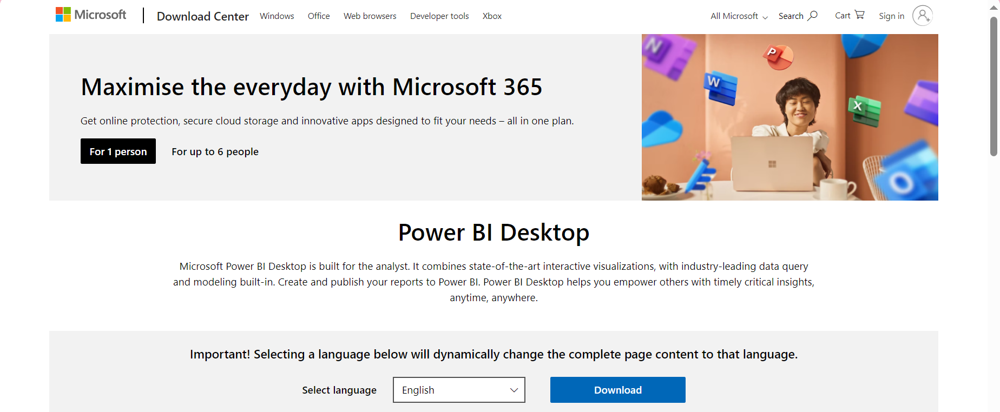 Microsoft
Download Center
Windows
Office
Web browsers
Developer tools
Xbox
All Microsoft
Search
Cart
Sign in
Maximise the everyday with Microsoft 365
Get online protection, secure cloud storage and innovative apps designed to fit your needs – all in one plan.
For 1 person
For up to 6 people
N
W
P
X
O
Power BI Desktop
Microsoft Power BI Desktop is built for the analyst. It combines state-of-the-art interactive visualizations, with industry-leading data query
and modeling built-in. Create and publish your reports to Power BI. Power BI Desktop helps you empower others with timely critical insights,
anytime, anywhere.
Important! Selecting a language below will dynamically change the complete page content to that language.
Select language
English
Download